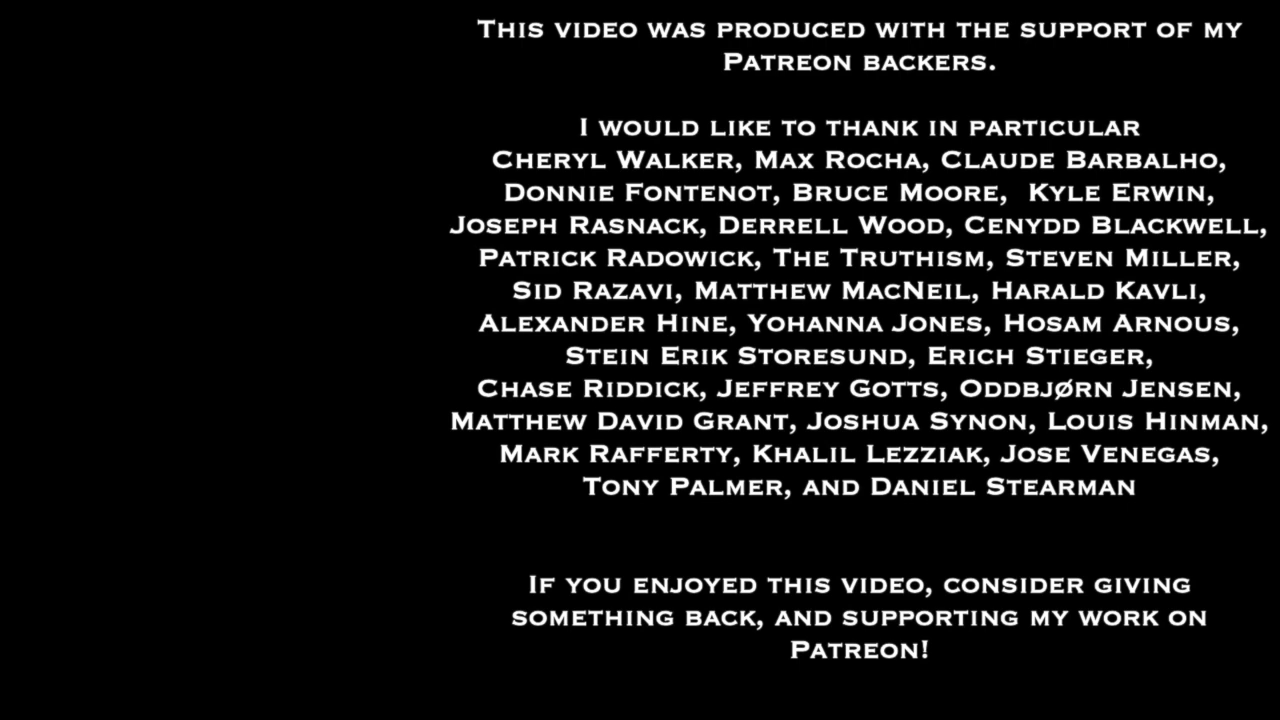 This video was produced with the support of my
Patreon backers.
I would like to thank in particular
Cheryl Walker, Max Rocha, Claude Barbalho,
Donnie Fontenot, Bruce Moore,  Kyle Erwin,
Joseph Rasnack, Derrell Wood, Cenydd Blackwell,
Patrick Radowick, The Truthism, Steven Miller,
Sid Razavi, Matthew MacNeil, Harald Kavli,
Alexander Hine, Yohanna Jones, Hosam Arnous,
Stein Erik Storesund, Erich Stieger,
Chase Riddick, Jeffrey Gotts, Oddbjørn Jensen,
Matthew David Grant, Joshua Synon, Louis Hinman,
Mark Rafferty, Khalil Lezziak, Jose Venegas,
Tony Palmer, and Daniel Stearman
If you enjoyed this video, consider giving
something back, and supporting my work on
Patreon!